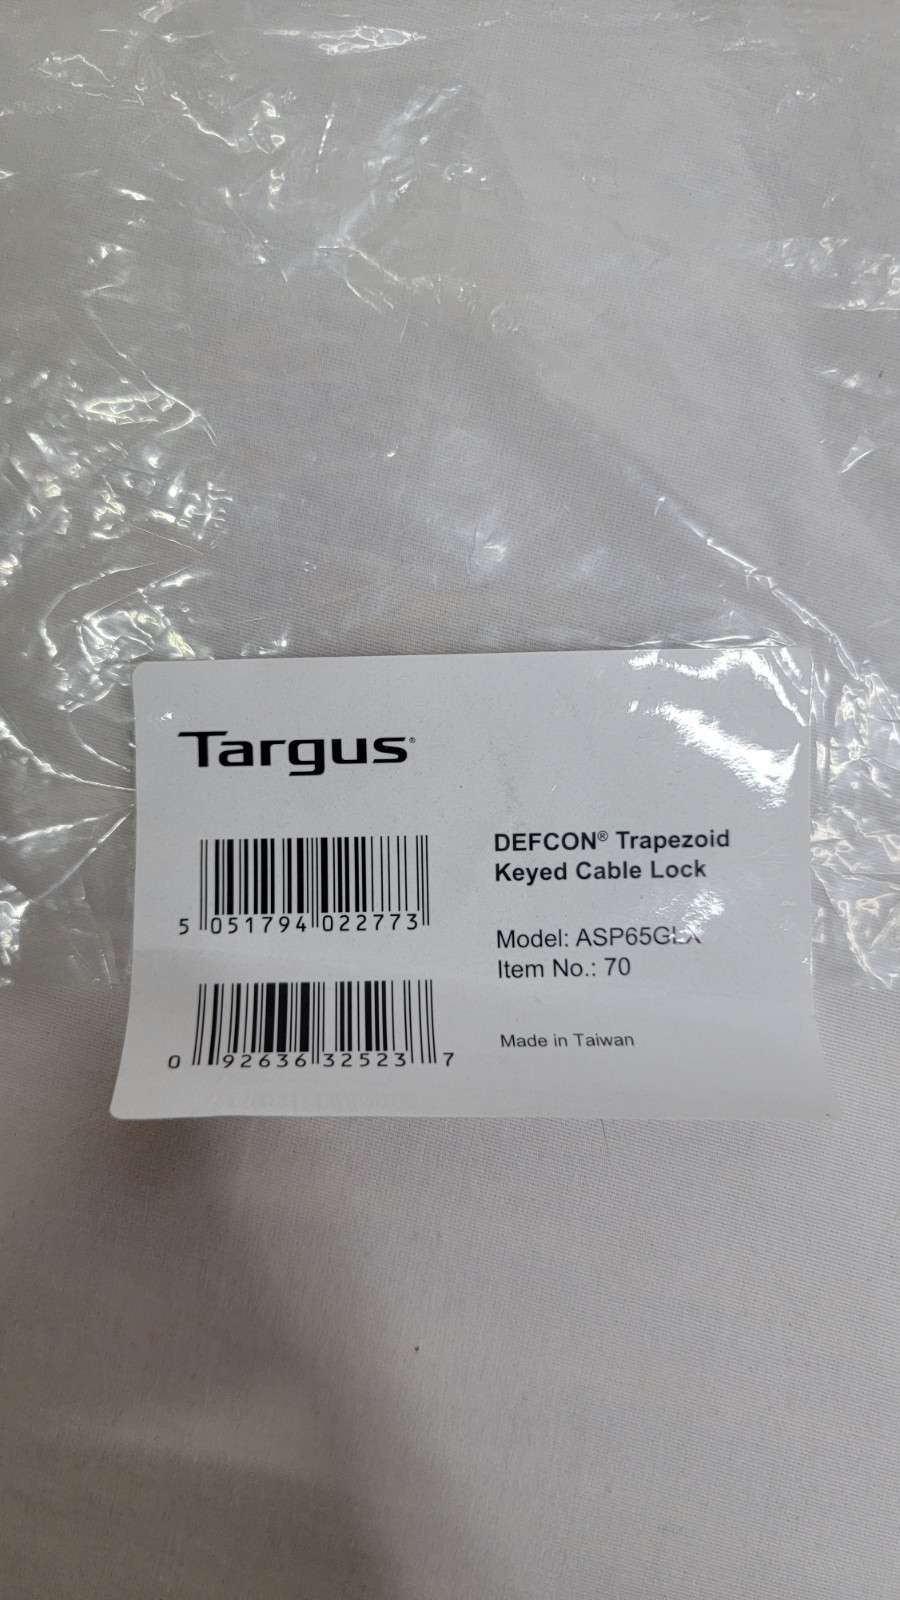 Targus®
5 051794 022773
0 92636 32523 7
DEFCON® Trapezoid
Keyed Cable Lock
Model:
Item No.: 70
Made in Taiwan